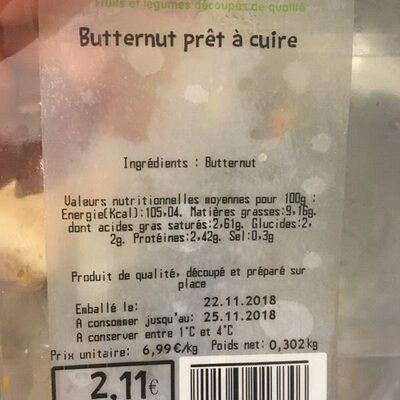 Fruits et légumes découpés de qualité
Butternut prêt à cuire
Ingrédients : Butternut
Valeurs nutritionnelles moyennes pour 100g :
Energie(Kcal):105,04. Matières grasses:9,16g.
dont acides gras saturés:2,61g. Glucides:2,
2g. Protéines:2,42g. Sel:0,3g
Produit de qualité, découpé et préparé sur
place
Emballé le: 22.11.2018
A consommer jusqu'au: 25.11.2018
A conserver entre 1°C et 4°C
Prix unitaire: 6,99€/kg Poids net: 0,302kg
2,11€